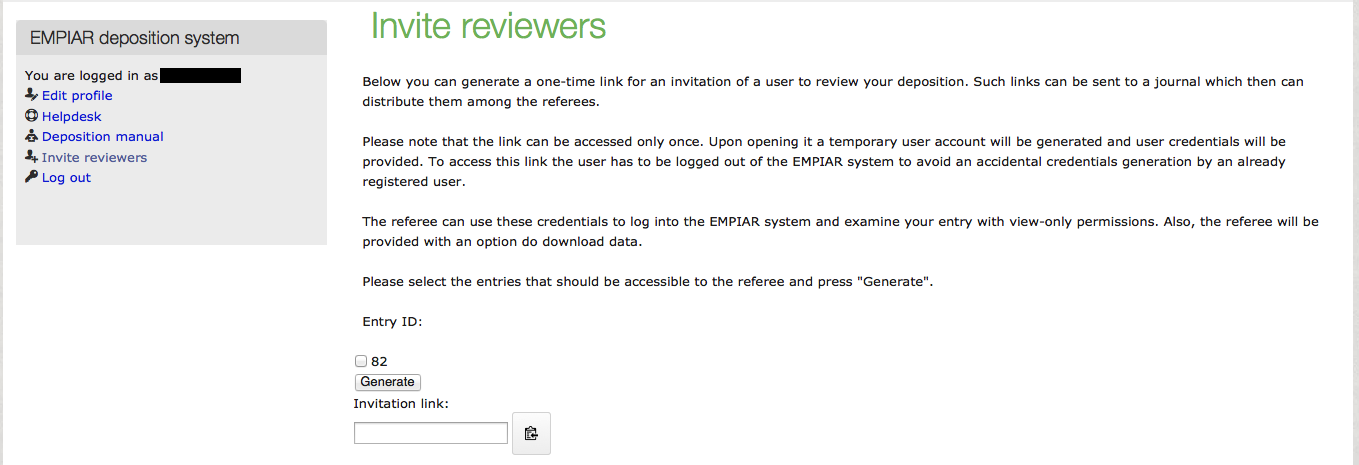 EMPIAR deposition system
You are logged in as
Edit profile
Helpdesk
Deposition manual
Invite reviewers
Log out
Invite reviewers
Below you can generate a one-time link for an invitation of a user to review your deposition. Such links can be sent to a journal which then can
distribute them among the referees.
Please note that the link can be accessed only once. Upon opening it a temporary user account will be generated and user credentials will be
provided. To access this link the user has to be logged out of the EMPIAR system to avoid an accidental credentials generation by an already
registered user.
The referee can use these credentials to log into the EMPIAR system and examine your entry with view-only permissions. Also, the referee will be
provided with an option do download data.
Please select the entries that should be accessible to the referee and press "Generate".
Entry ID:
82
Generate
Invitation link: